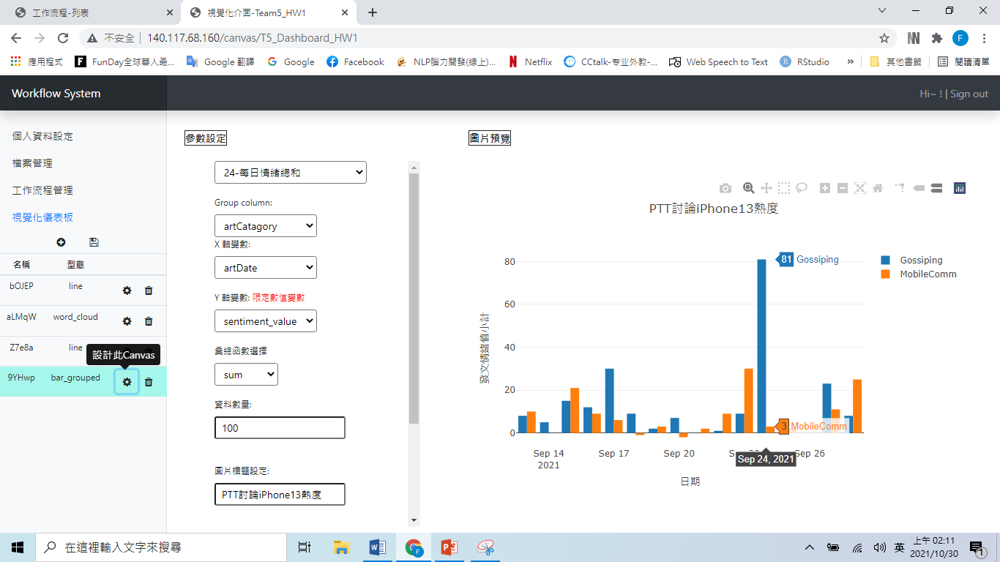 工作流程-列表
視覺化介面-Team5_HW1
不安全
140.117.68.160/canvas/T5_Dashboard_HW1
F
應用程式
FunDay全球華人最...
Google 翻譯
Google
Facebook
NLP腦力開發(線上)...
Netflix
CCtalk-专业外教-...
Web Speech to Text
RStudio
»
其他書籤
閱讀清單
Workflow System
Hi~ ! | Sign out
個人資料設定
檔案管理
工作流程管理
視覺化儀表板
名稱 型態
bOJEP line
aLMqW word_cloud
Z7e8a line
設計此Canvas
9YHwp bar_grouped
參數設定
24-每日情緒總和
Group column:
artCatagory
X 軸變數:
artDate
Y 軸變數: 限定數值變數
sentiment_value
彙總函數選擇
sum
資料數量:
100
圖片標題設定:
PTT討論iPhone13熱度
圖片預覽
PTT討論iPhone13熱度
發文情緒值小計
80
60
40
20
0
81 Gossiping
3 MobileComm
Gossiping
MobileComm
Sep 14
2021
Sep 17
Sep 20
Sep 24, 2021
Sep 26
日期
在這裡輸入文字來搜尋
英
上午 02:11
2021/10/30
1